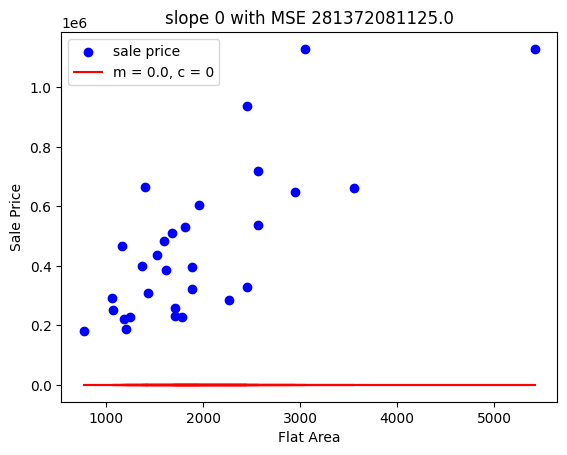 slope 0 with MSE 281372081125.0
1e6
sale price
m = 0.0, c = 0
1.0
0.8
0.6
0.4
0.2
0.0
Sale Price
1000 2000 3000 4000 5000
Flat Area